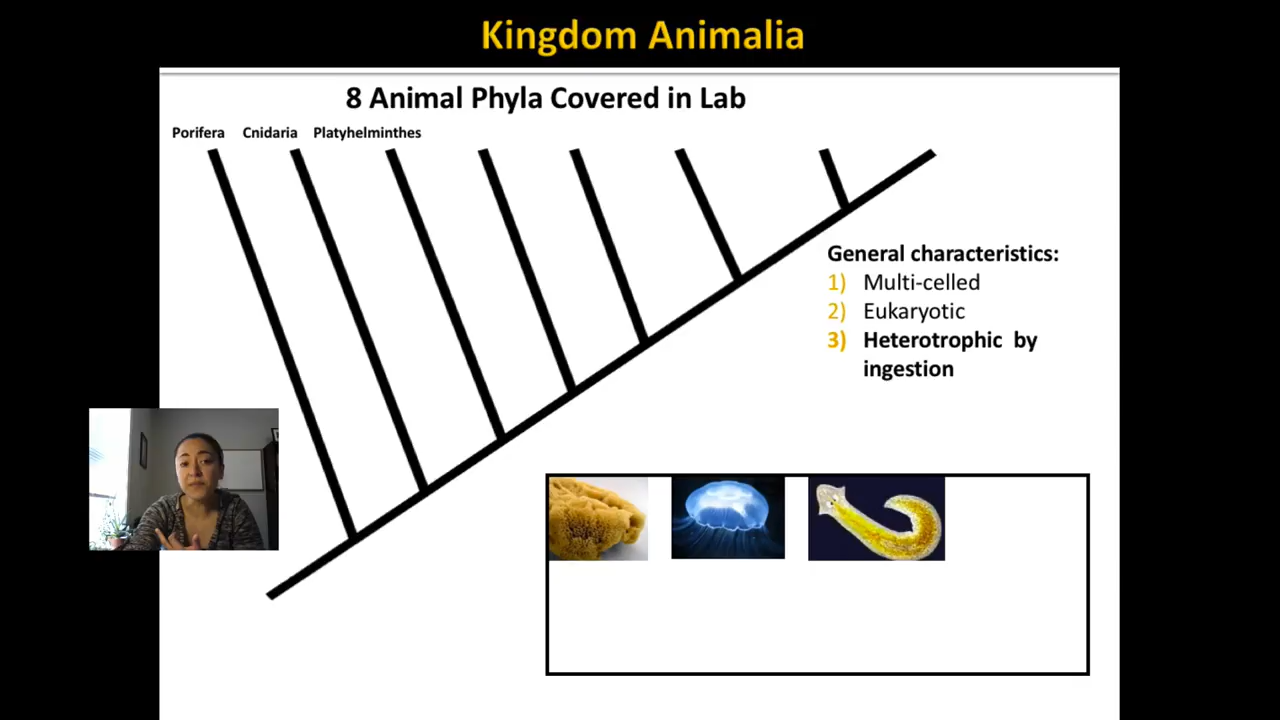 Kingdom Animalia
8 Animal Phyla Covered in Lab
Porifera Cnidaria Platyhelminthes
General characteristics:
1) Multi-celled
2) Eukaryotic
3) Heterotrophic by
ingestion